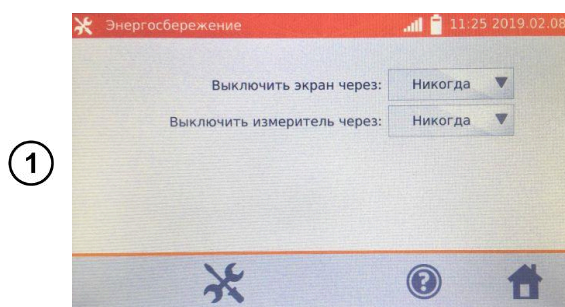 Энергосбережение 11:25 2019.02.08
Выключить экран через: Никогда
Выключить измеритель через: Никогда
1
?